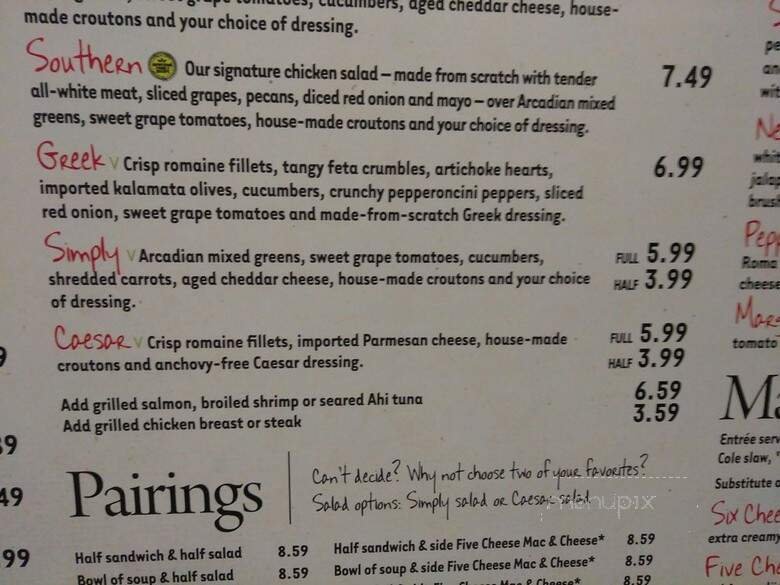 cucumbers, aged cheddar cheese, house-
made croutons and your choice of dressing.
Southern Our signature chicken salad – made from scratch with tender 7.49
all-white meat, sliced grapes, pecans, diced red onion and mayo – over Arcadian mixed
greens, sweet grape tomatoes, house-made croutons and your choice of dressing.
Greek V Crisp romaine fillets, tangy feta crumbles, artichoke hearts, 6.99
imported kalamata olives, cucumbers, crunchy pepperoncini peppers, sliced
red onion, sweet grape tomatoes and made-from-scratch Greek dressing.
Simply V Arcadian mixed greens, sweet grape tomatoes, cucumbers, FULL 5.99
shredded carrots, aged cheddar cheese, house-made croutons and your choice HALF 3.99
of dressing.
Caesar V Crisp romaine fillets, imported Parmesan cheese, house-made FULL 5.99
croutons and anchovy-free Caesar dressing. HALF 3.99
Add grilled salmon, broiled shrimp or seared Ahi tuna 6.59
Add grilled chicken breast or steak 3.59
Pairings
Can't decide? Why not choose two of your favorites?
Salad options: Simply salad or Caesar salad
menupix
Half sandwich & half salad 8.59
Bowl of soup & half salad 8.59
Half sandwich & side Five Cheese Mac & Cheese* 8.59
Bowl of soup & side Five Cheese Mac & Cheese* 8.59
Mac & Cheese* 8.59
Roma
cheese
tomato
Entrée
Cole slaw,
Substitute
Six
extra creamy
Five